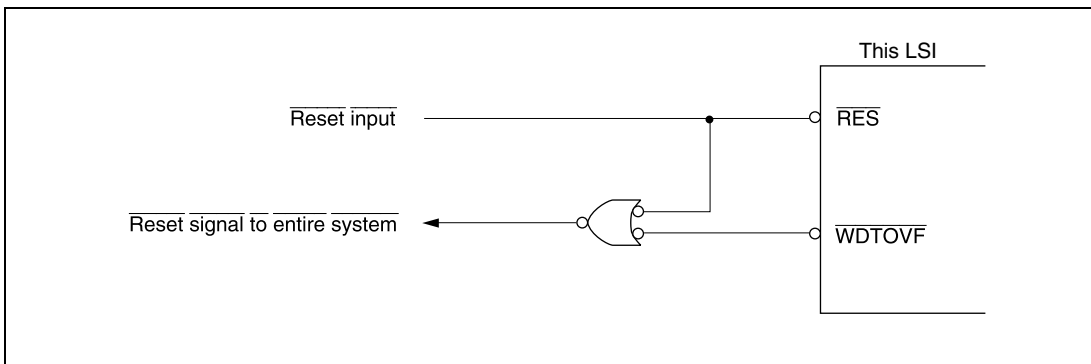 This LSI
Reset input
RES
Reset signal to entire system
WDTOVF